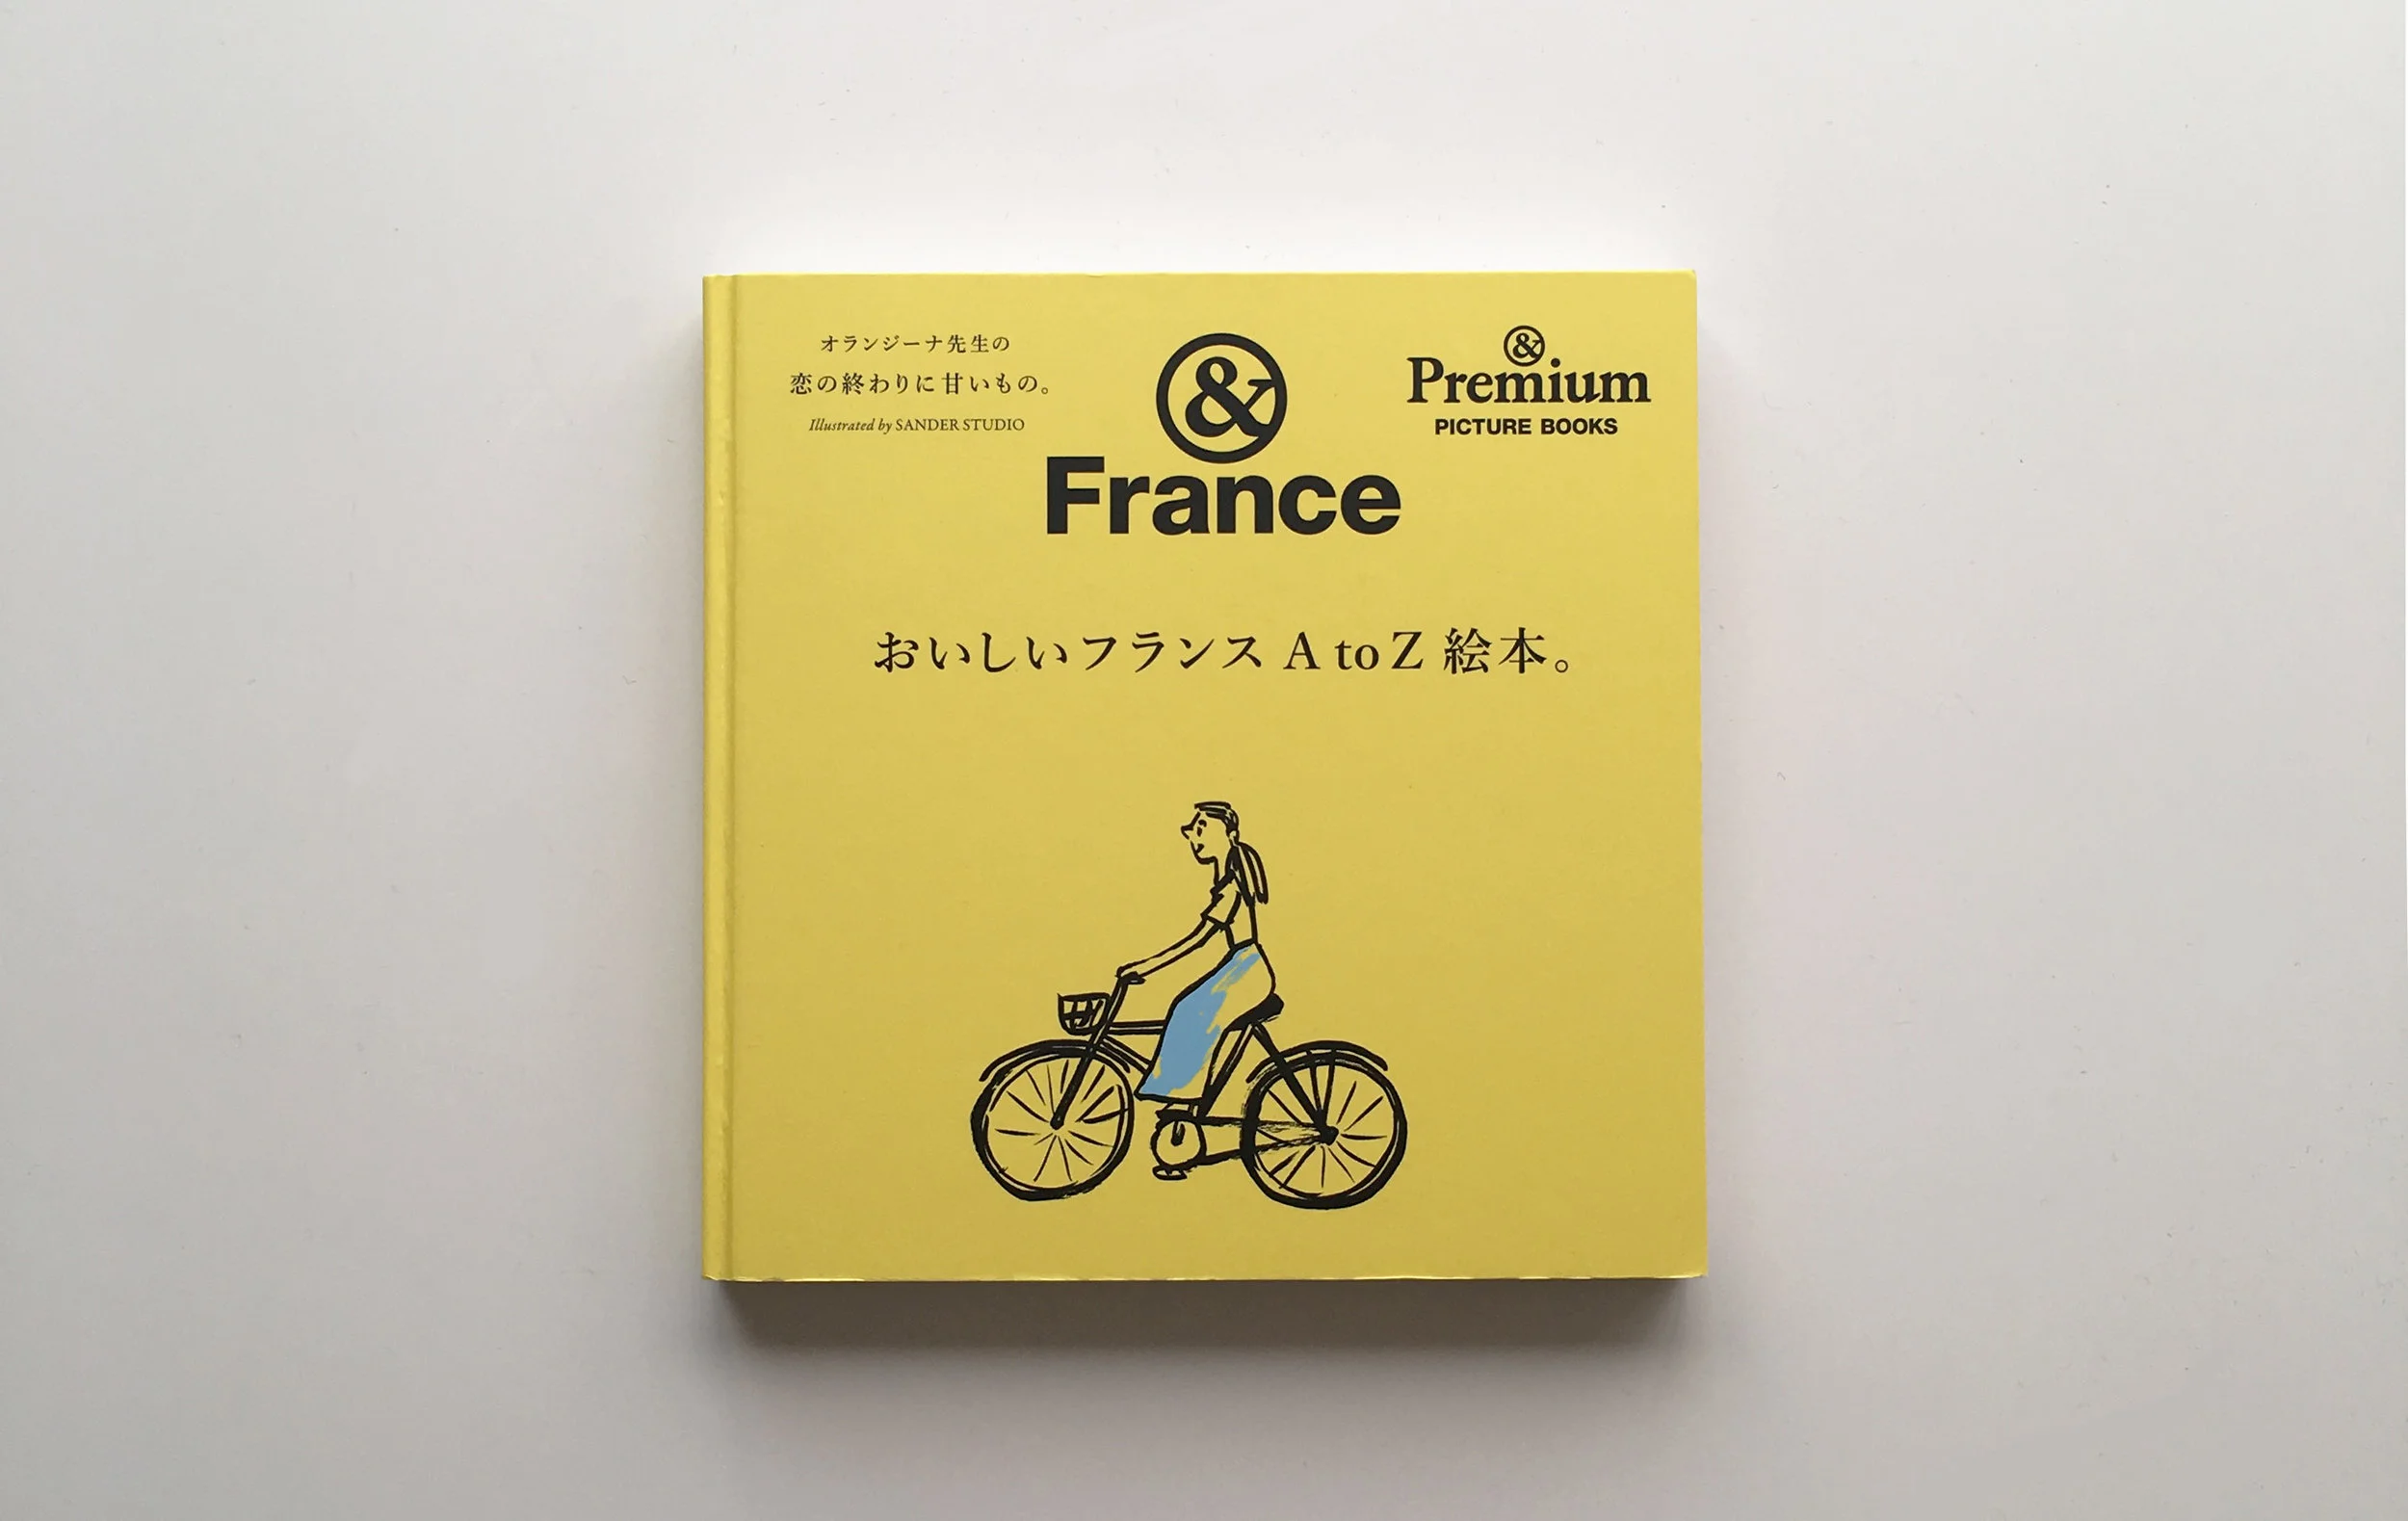 オランジーナ先生の
恋の終わりに甘いもの。
Illustrated by SANDER STUDIO
&
France
&
Premium
PICTURE BOOKS
おいしいフランス A to Z 絵本。